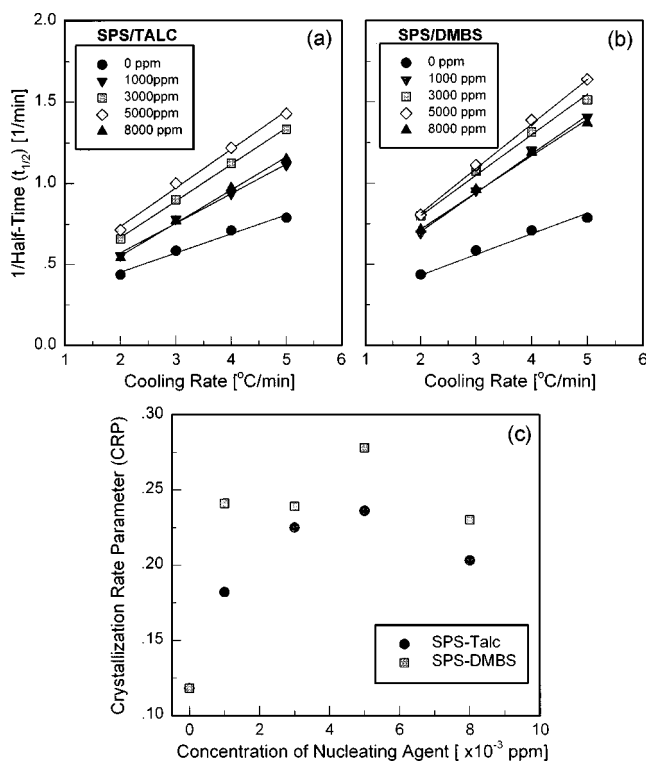 SPS/TALC
(a)
0 ppm
1000ppm
3000ppm
5000ppm
8000 ppm
1/Half-Time (t1/2) [1/min]
2.0
1.5
1.0
.5
0.0
1 2 3 4 5 6
Cooling Rate [°C/min]
SPS/DMBS
(b)
0 ppm
1000 ppm
3000 ppm
5000 ppm
8000 ppm
1 2 3 4 5 6
Cooling Rate [°C/min]
(c)
Crystallization Rate Parameter (CRP)
.30
.25
.20
.15
.10
SPS-Talc
SPS-DMBS
0 2 4 6 8 10
Concentration of Nucleating Agent [ x10-3 ppm]